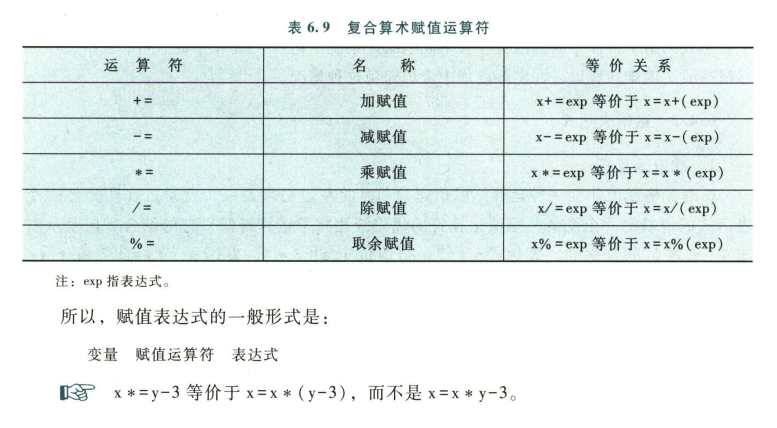 表 6.9 复合算术赋值运算符
运 算 符 名 称 等 价 关 系
+= 加赋值 x+=exp 等价于 x=x+(exp)
-= 减赋值 x-=exp 等价于 x=x-(exp)
*= 乘赋值 x*=exp 等价于 x=x*(exp)
/= 除赋值 x/=exp 等价于 x=x/(exp)
%= 取余赋值 x%=exp 等价于 x=x%(exp)
注：exp 指表达式。
所以，赋值表达式的一般形式是：
变量 赋值运算符 表达式
x*=y-3 等价于 x=x*(y-3)，而不是 x=x*y-3。